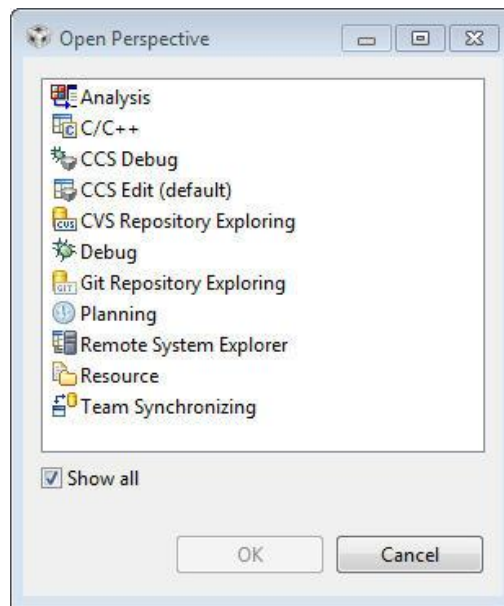 Open Perspective
Analysis
C/C++
CCS Debug
CCS Edit (default)
CVS Repository Exploring
Debug
Git Repository Exploring
Planning
Remote System Explorer
Resource
Team Synchronizing
Show all
OK Cancel